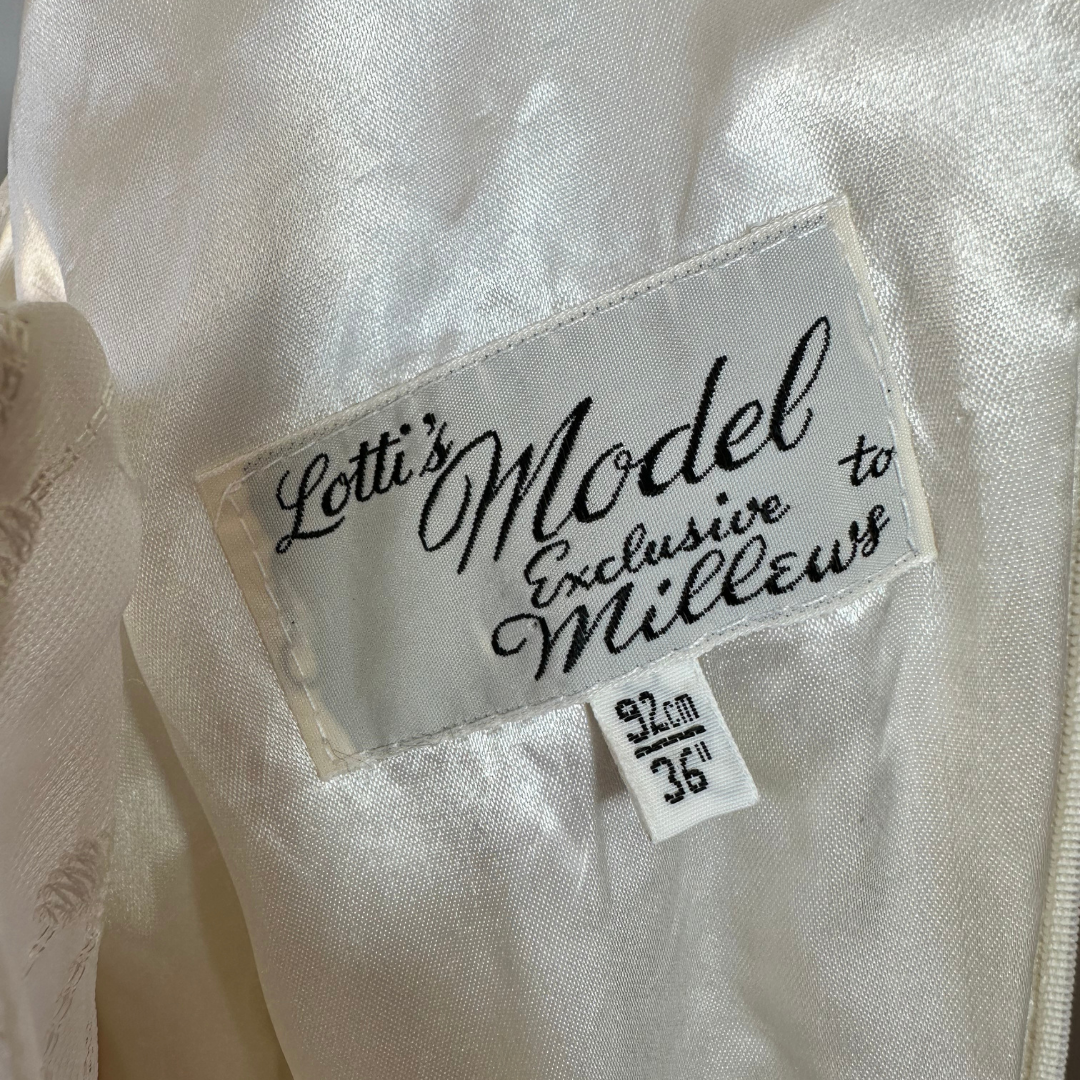 Lotti's Model
Exclusive to
Millews
92cm
36"